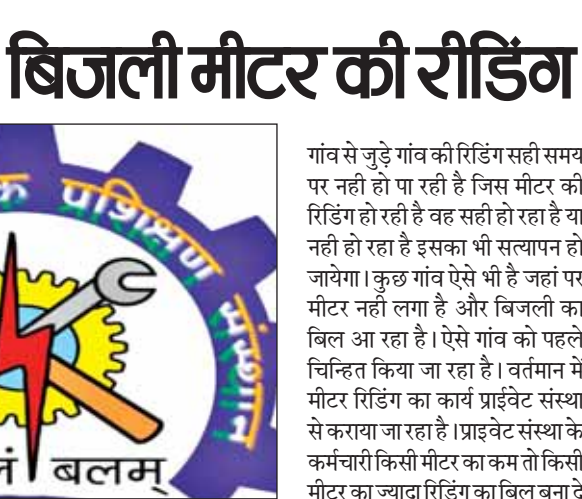 बिजली मीटर की रीडिंग
प्रशिक्षण संस्थान
बलम्
गांव से जुड़े गांव की रिडिंग सही समय
पर नही हो पा रही है जिस मीटर की
रिडिंग हो रही है वह सही हो रहा है या
नही हो रहा है इसका भी सत्यापन हो
जायेगा। कुछ गांव ऐसे भी है जहां पर
मीटर नही लगा है और बिजली का
बिल आ रहा है। ऐसे गांव को पहले
चिन्हित किया जा रहा है। वर्तमान में
मीटर रिडिंग का कार्य प्राईवेट संस्था
से कराया जा रहा है। प्राइवेट संस्था के
कर्मचारी किसी मीटर का कम तो किसी
मीटर का ज्यादा रिडिंग का बिल बना दे